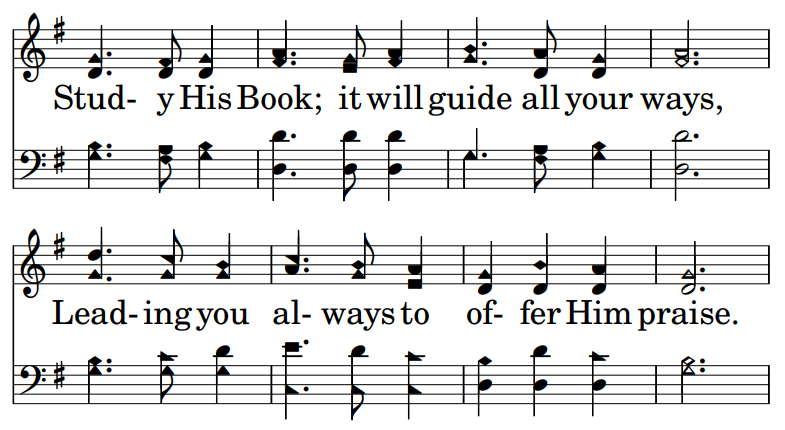 Stud- y His Book; it will guide all your ways,
Lead- ing you al- ways to of- fer Him praise.